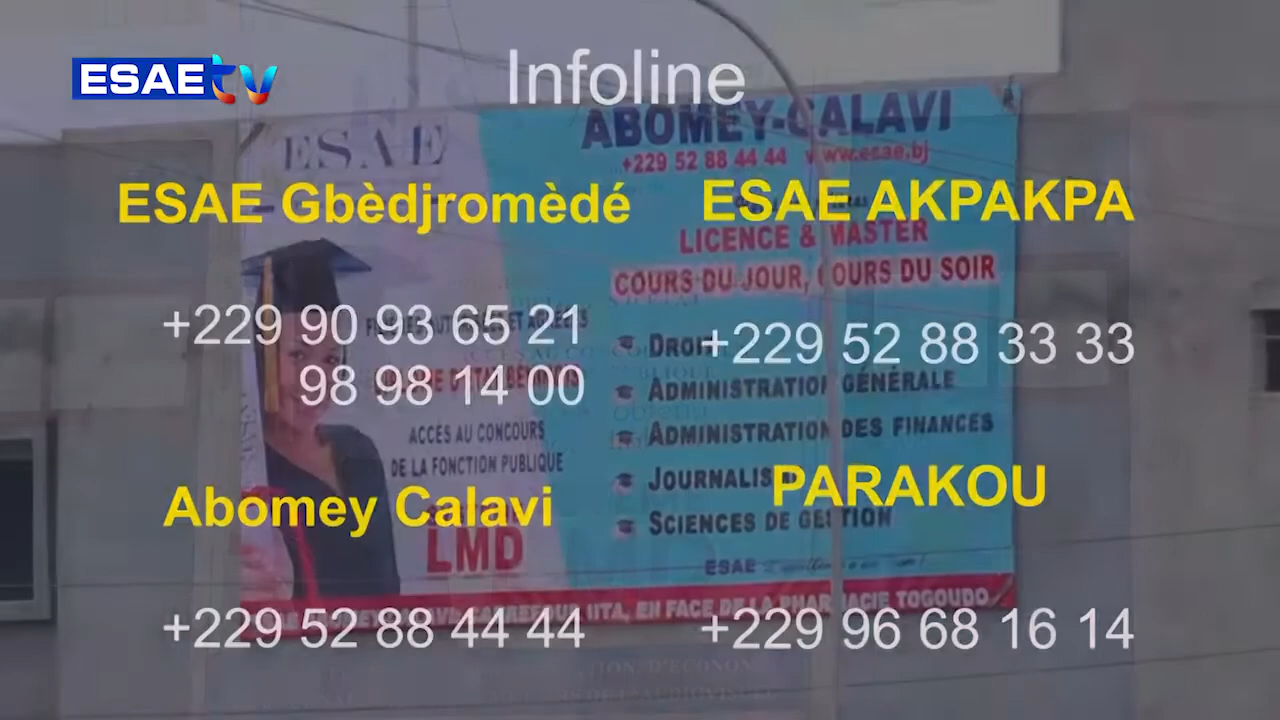 ESAE tv
Infoline
ESAE Gbèdjromèdé
+229 90 93 65 21
98 98 14 00
ESAE AKPAKPA
+229 52 88 33 33
Abomey Calavi
+229 52 88 44 44
PARAKOU
+229 96 68 16 14
ESAE
ABOMEY-CALAVI
+229 52 88 44 44 www.esae.bj
LICENCE & MASTER
COURS DU JOUR, COURS DU SOIR
DROIT
ADMINISTRATION GÉNÉRALE
ADMINISTRATION DES FINANCES
SCIENCES DE GESTION
ESAE
ACCÈS AU CONCOURS
DE LA FONCTION PUBLIQUE
LMD
EN FACE DE LA PHARMACIE TOGOUDO